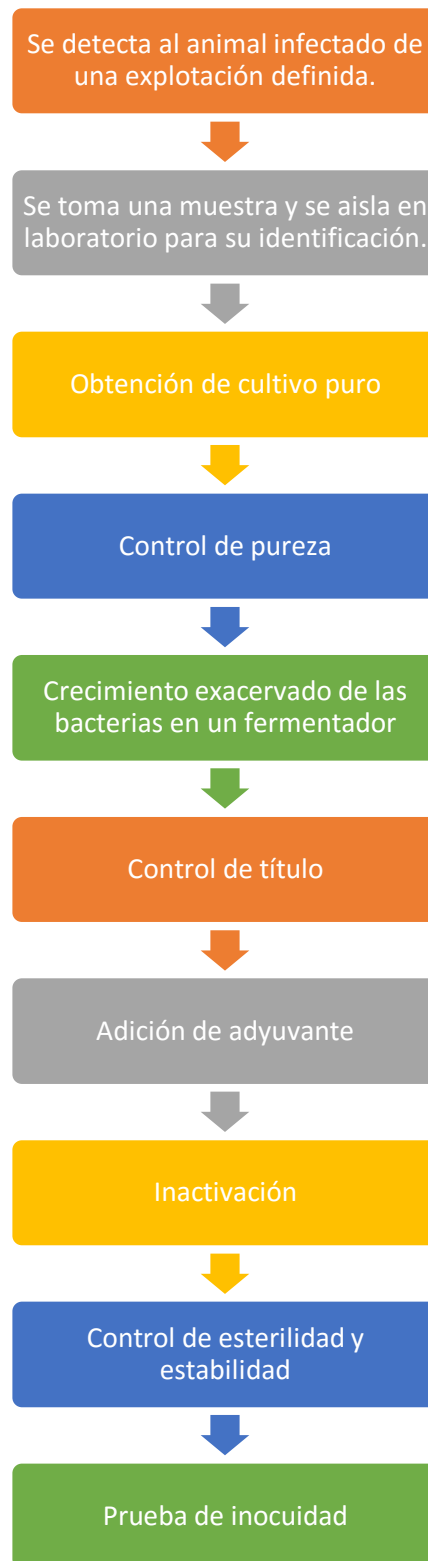 Se detecta al animal infectado de
una explotación definida.
Se toma una muestra y se aisla en
laboratorio para su identificación.
Obtención de cultivo puro
Control de pureza
Crecimiento exacervado de las
bacterias en un fermentador
Control de título
Adición de adyuvante
Inactivación
Control de esterilidad y
estabilidad
Prueba de inocuidad